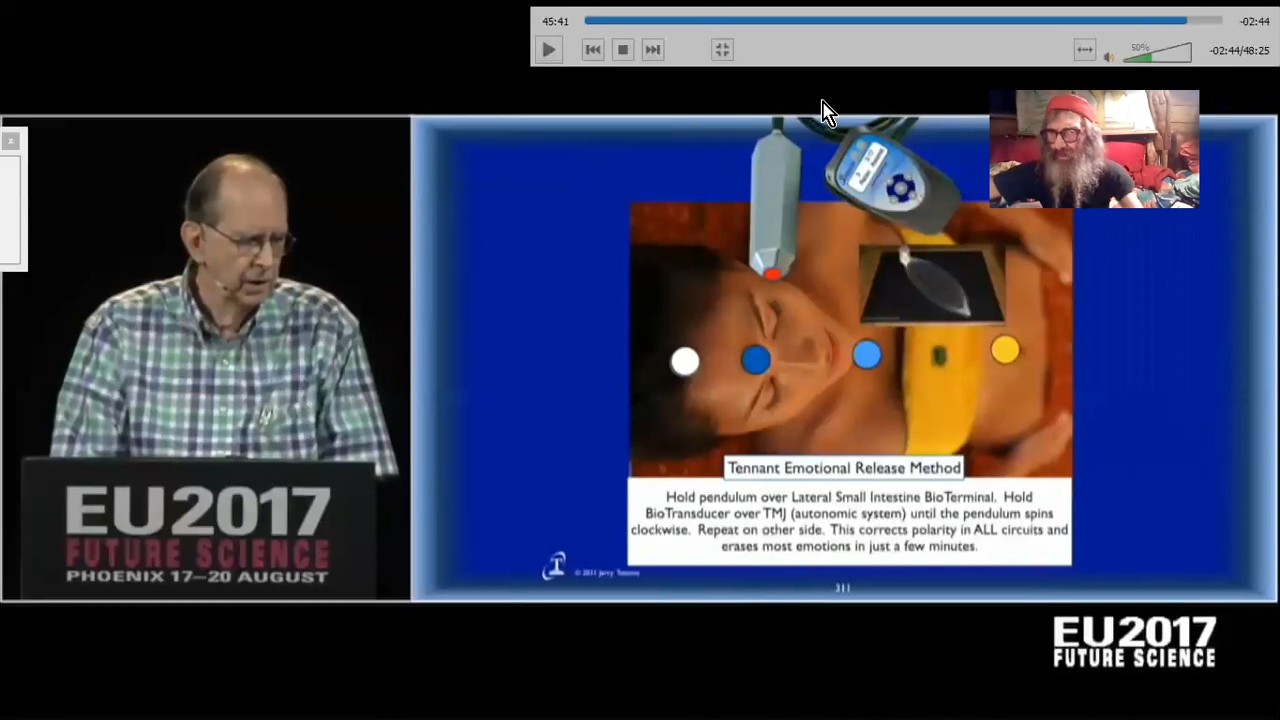 45:41
-02:44
50%
-02:44/48:25
x
Tennant Emotional Release Method
Hold pendulum over Lateral Small Intestine BioTerminal. Hold
BioTransducer over TMJ (autonomic system) until the pendulum spins
clockwise. Repeat on other side. This corrects polarity in ALL circuits and
erases most emotions in just a few minutes.
T
311
EU2017
FUTURE SCIENCE
PHOENIX 17–20 AUGUST
EU2017
FUTURE SCIENCE